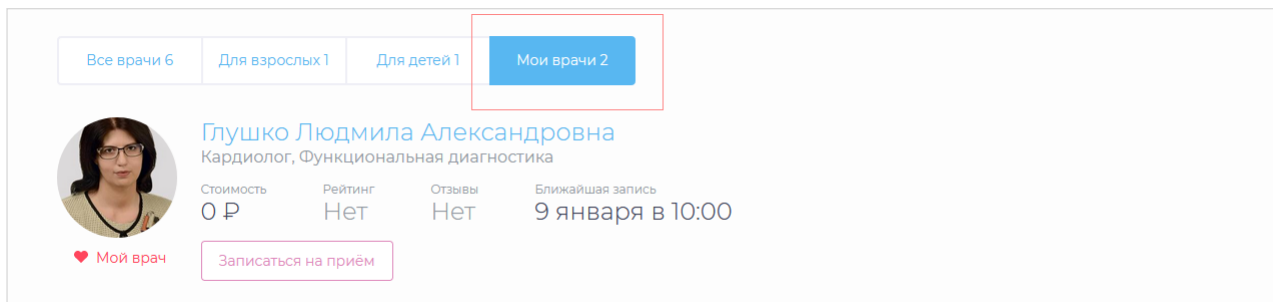 Все врачи 6
Для взрослых 1
Для детей 1
Мои врачи 2
Глушко Людмила Александровна
Кардиолог, Функциональная диагностика
Стоимость
Рейтинг
Отзывы
Ближайшая запись
0 ₽
Нет
Нет
9 января в 10:00
Мой врач
Записаться на приём